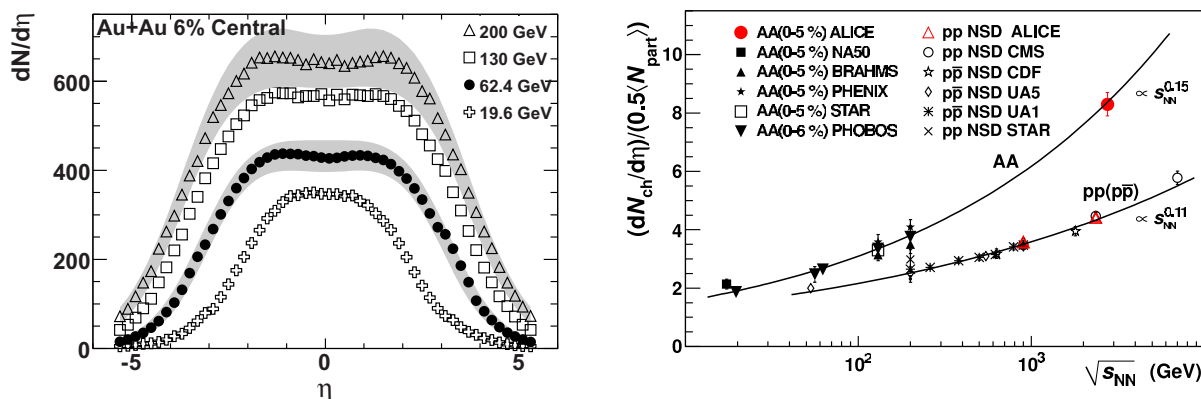 Au+Au 6% Central
200 GeV
130 GeV
62.4 GeV
19.6 GeV
dN/dη
600
400
200
0
-5
0
5
η
AA(0-5 %) ALICE
AA(0-5 %) NA50
AA(0-5 %) BRAHMS
AA(0-5 %) PHENIX
AA(0-5 %) STAR
AA(0-6 %) PHOBOS
pp NSD ALICE
pp NSD CMS
pp̅ NSD CDF
pp̅ NSD UA5
pp̅ NSD UA1
pp NSD STAR
∝ s_NN^0.15
AA
pp(pp̅)
∝ s_NN^0.11
(dN_ch/dη)/(0.5⟨N_part⟩)
10
8
6
4
2
0
10^2
10^3
√s_NN (GeV)